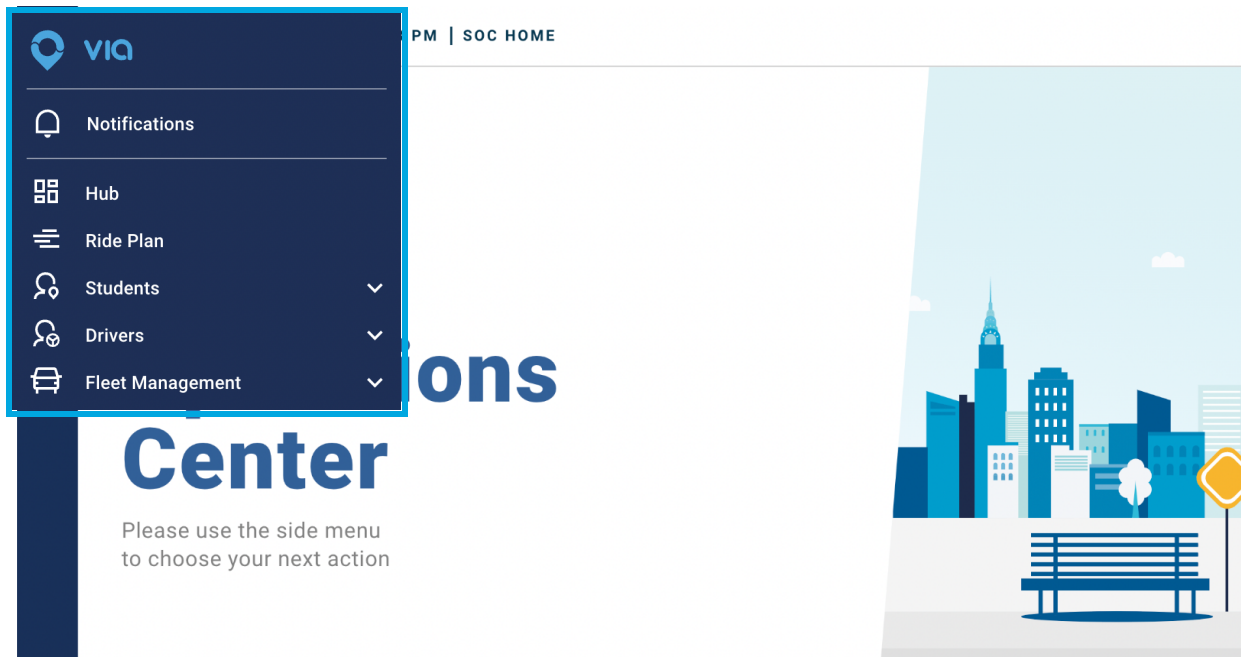 via
PM | SOC HOME
Notifications
Hub
Ride Plan
Students
Drivers
Fleet Management
Center
Please use the side menu
to choose your next action